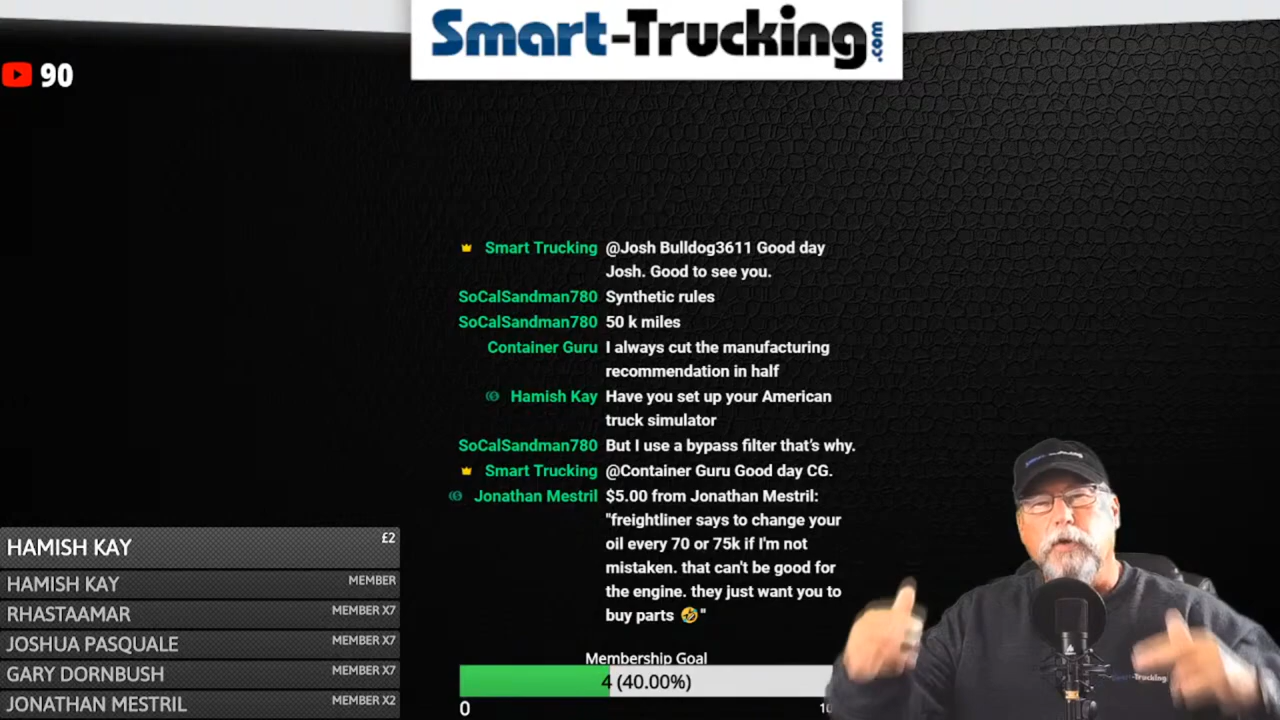 Smart-Trucking.com
90
Smart Trucking @Josh Bulldog3611 Good day
Josh. Good to see you.
SoCalSandman780 Synthetic rules
SoCalSandman780 50 k miles
Container Guru I always cut the manufacturing
recommendation in half
Hamish Kay Have you set up your American
truck simulator
SoCalSandman780 But I use a bypass filter that's why.
Smart Trucking @Container Guru Good day CG.
Jonathan Mestril $5.00 from Jonathan Mestril:
"freightliner says to change your
oil every 70 or 75k if I'm not
mistaken. that can't be good for
the engine. they just want you to
buy parts 🤣"
HAMISH KAY £2
HAMISH KAY MEMBER
RHASTAAMAR MEMBER X7
JOSHUA PASQUALE MEMBER X7
GARY DORNBUSH MEMBER X7
JONATHAN MESTRIL MEMBER X2
Membership Goal
4 (40.00%)
0
Smart-Trucking